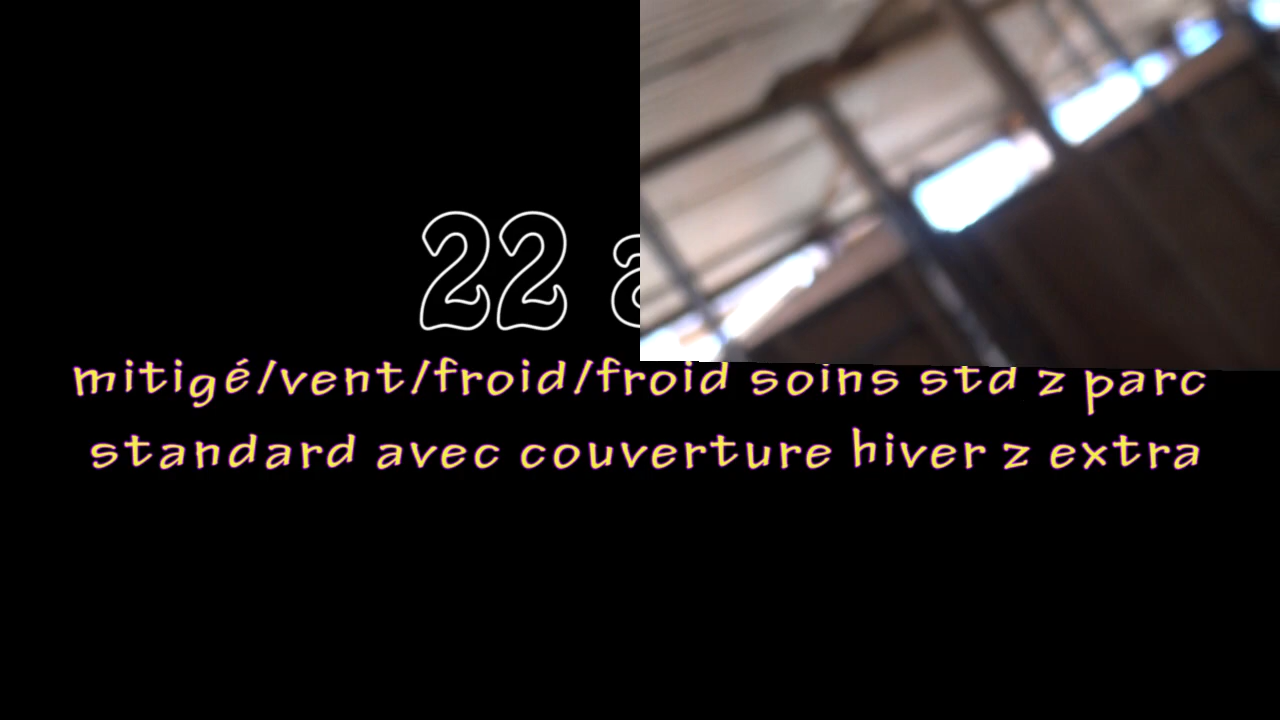 22
mitigé/vent/froid/froid soins std z parc
standard avec couverture hiver z extra